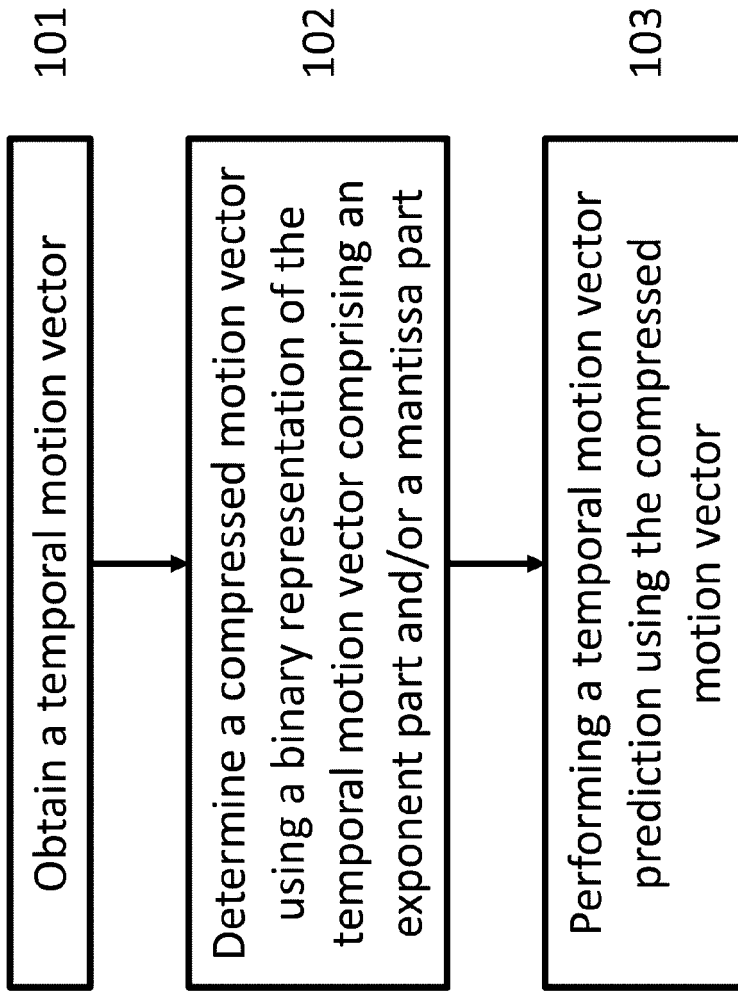 Obtain a temporal motion vector
101
Determine a compressed motion vector
using a binary representation of the
temporal motion vector comprising an
exponent part and/or a mantissa part
102
Performing a temporal motion vector
prediction using the compressed
motion vector
103